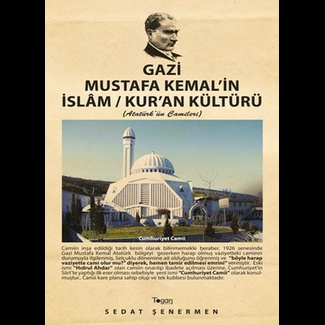 GAZİ
MUSTAFA KEMAL'İN
İSLÂM / KUR'AN KÜLTÜRÜ
(Atatürk'ün Camileri)
Cumhuriyet Camii
Camiin inşa edildiği tarih kesin olarak bilinmemekle beraber, 1926 senesinde
Gazi Mustafa Kemal Atatürk bölgeyi gezerken harap olmuş vaziyetteki caminin
durumuyla ilgilenmiş. Selçuklu dönemine ait olduğunu öğrenmiş ve "böyle harap
vaziyette cami olur mu?" diyerek, hemen tamir edilmesi emrini vermiştir. Eski
ismi "Hıdrul Ahdar" olan camiin onarılıp ibadete açılması üzerine, Cumhuriyet'in
Siirt'te yaptığı ilk eser olması sebebiyle yeni ismi "Cumhuriyet Camii" olarak konul-
muştur.. Camii kare plana sahip olup ve tek kubbesi bulunmaktadır.
Togan
SEDAT ŞENERMEN